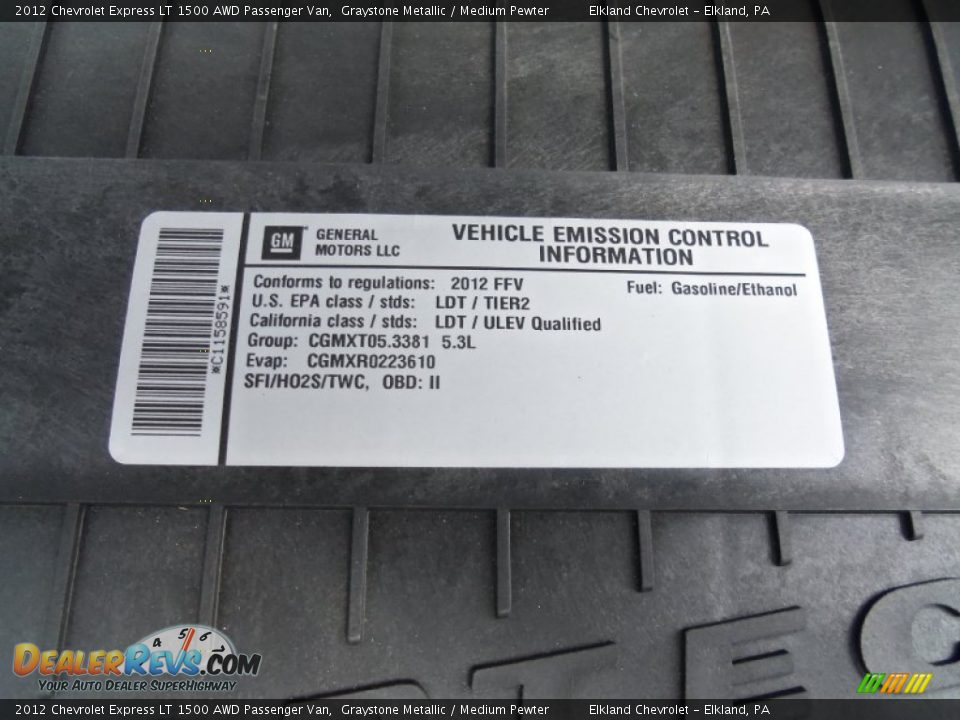 2012 Chevrolet Express LT 1500 AWD Passenger Van, Graystone Metallic / Medium Pewter Elkland Chevrolet - Elkland, PA
GM GENERAL MOTORS LLC
VEHICLE EMISSION CONTROL
INFORMATION
Conforms to regulations: 2012 FFV
Fuel: Gasoline/Ethanol
U.S. EPA class / stds: LDT / TIER2
California class / stds: LDT / ULEV Qualified
Group: CGMXT05.3381 5.3L
Evap: CGMXR0223610
SFI/HO2S/TWC, OBD: II
*C1158591*
4 5 6 7
DEALERREVS.COM
YOUR AUTO DEALER SUPERHIGHWAY
2012 Chevrolet Express LT 1500 AWD Passenger Van, Graystone Metallic / Medium Pewter Elkland Chevrolet - Elkland, PA